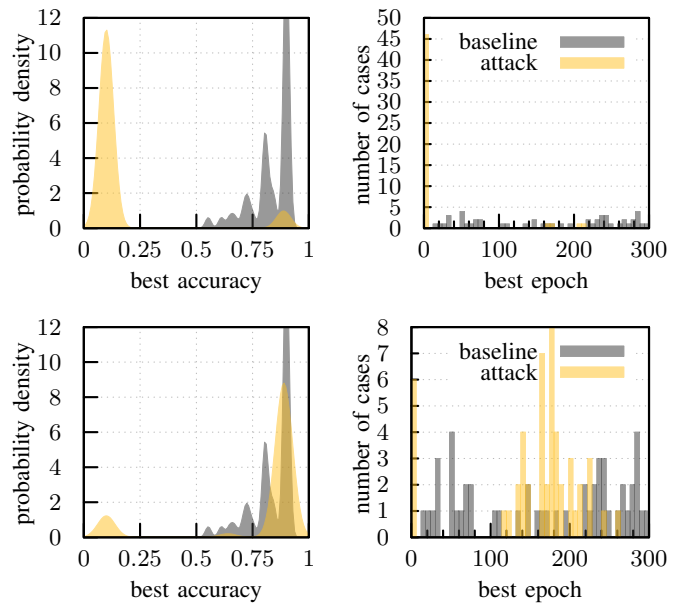 probability density
12
10
8
6
4
2
0
0 0.25 0.5 0.75 1
best accuracy
number of cases
50
45
40
35
30
25
20
15
10
5
0
baseline
attack
0 100 200 300
best epoch
probability density
12
10
8
6
4
2
0
0 0.25 0.5 0.75 1
best accuracy
number of cases
8
7
6
5
4
3
2
1
0
baseline
attack
0 100 200 300
best epoch